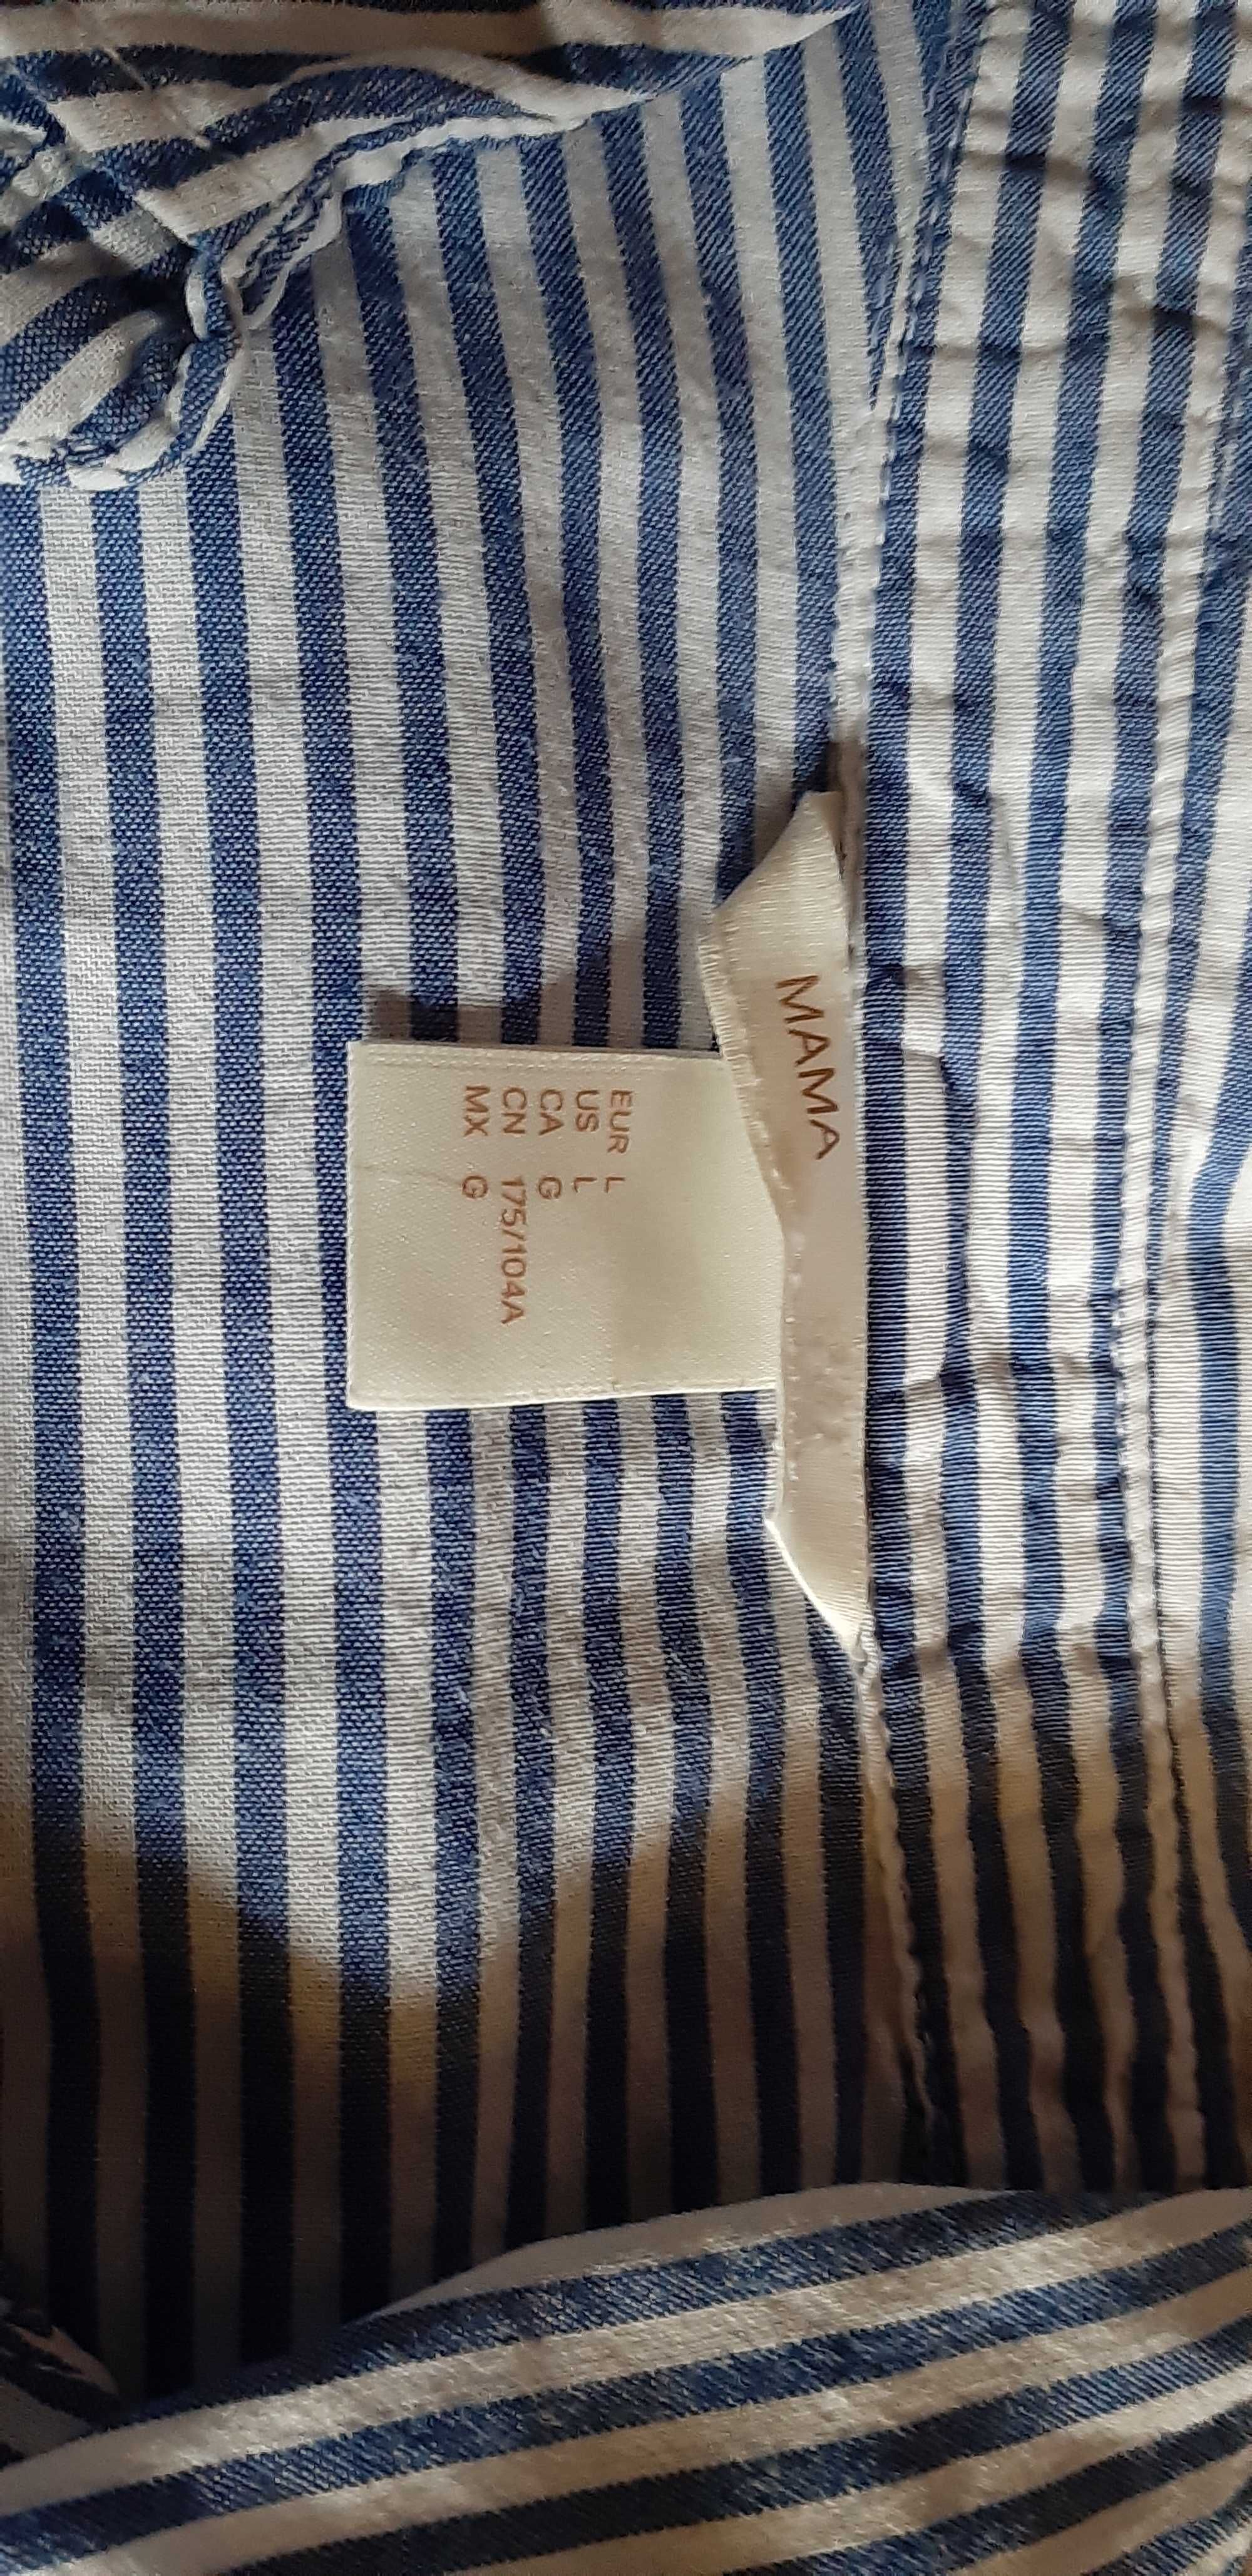 MAMA
EUR L
US L
CA G
CN 175/104A
MX G